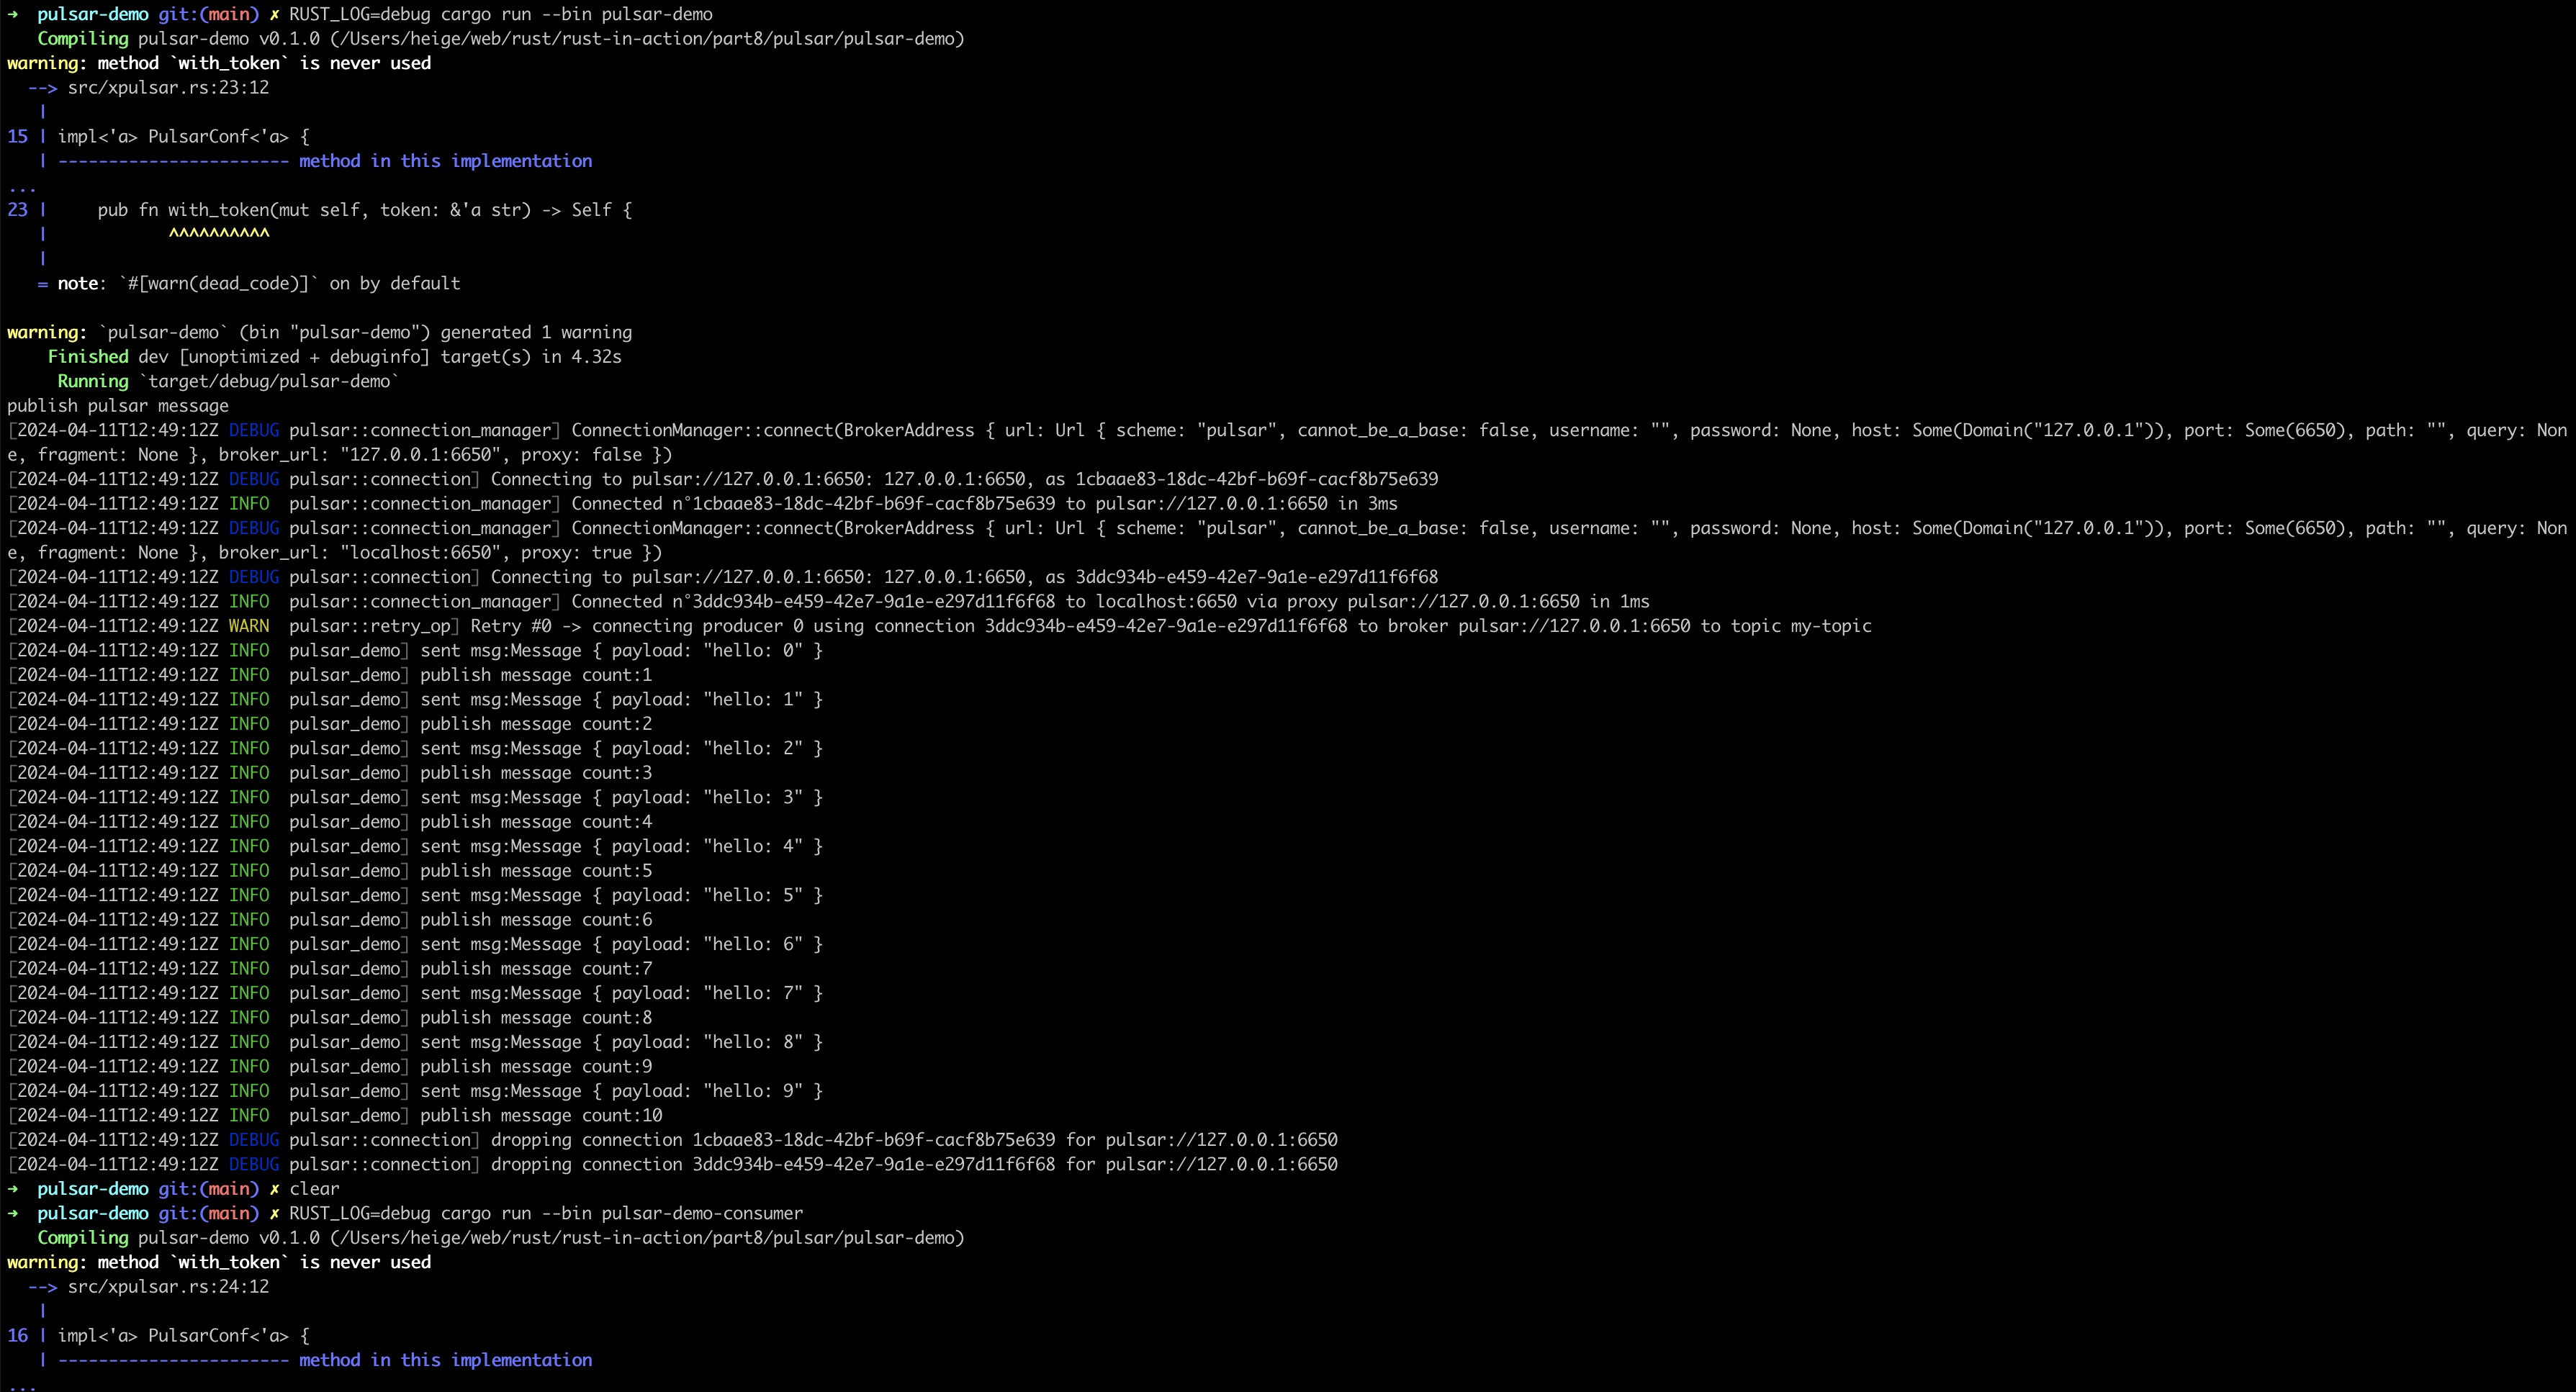 ➜  pulsar-demo git:(main) ✗ RUST_LOG=debug cargo run --bin pulsar-demo
   Compiling pulsar-demo v0.1.0 (/Users/heige/web/rust/rust-in-action/part8/pulsar/pulsar-demo)
warning: method `with_token` is never used
  --> src/xpulsar.rs:23:12
   |
15 | impl<'a> PulsarConf<'a> {
   | ----------------------- method in this implementation
...
23 |     pub fn with_token(mut self, token: &'a str) -> Self {
   |            ^^^^^^^^^^
   |
   = note: `#[warn(dead_code)]` on by default

warning: `pulsar-demo` (bin "pulsar-demo") generated 1 warning
    Finished dev [unoptimized + debuginfo] target(s) in 4.32s
     Running `target/debug/pulsar-demo`
publish pulsar message
[2024-04-11T12:49:12Z DEBUG pulsar::connection_manager] ConnectionManager::connect(BrokerAddress { url: Url { scheme: "pulsar", cannot_be_a_base: false, username: "", password: None, host: Some(Domain("127.0.0.1")), port: Some(6650), path: "", query: Non
e, fragment: None }, broker_url: "127.0.0.1:6650", proxy: false })
[2024-04-11T12:49:12Z DEBUG pulsar::connection] Connecting to pulsar://127.0.0.1:6650: 127.0.0.1:6650, as 1cbaae83-18dc-42bf-b69f-cacf8b75e639
[2024-04-11T12:49:12Z INFO  pulsar::connection_manager] Connected n°1cbaae83-18dc-42bf-b69f-cacf8b75e639 to pulsar://127.0.0.1:6650 in 3ms
[2024-04-11T12:49:12Z DEBUG pulsar::connection_manager] ConnectionManager::connect(BrokerAddress { url: Url { scheme: "pulsar", cannot_be_a_base: false, username: "", password: None, host: Some(Domain("127.0.0.1")), port: Some(6650), path: "", query: Non
e, fragment: None }, broker_url: "localhost:6650", proxy: true })
[2024-04-11T12:49:12Z DEBUG pulsar::connection] Connecting to pulsar://127.0.0.1:6650: 127.0.0.1:6650, as 3ddc934b-e459-42e7-9a1e-e297d11f6f68
[2024-04-11T12:49:12Z INFO  pulsar::connection_manager] Connected n°3ddc934b-e459-42e7-9a1e-e297d11f6f68 to localhost:6650 via proxy pulsar://127.0.0.1:6650 in 1ms
[2024-04-11T12:49:12Z WARN  pulsar::retry_op] Retry #0 -> connecting producer 0 using connection 3ddc934b-e459-42e7-9a1e-e297d11f6f68 to broker pulsar://127.0.0.1:6650 to topic my-topic
[2024-04-11T12:49:12Z INFO  pulsar_demo] sent msg:Message { payload: "hello: 0" }
[2024-04-11T12:49:12Z INFO  pulsar_demo] publish message count:1
[2024-04-11T12:49:12Z INFO  pulsar_demo] sent msg:Message { payload: "hello: 1" }
[2024-04-11T12:49:12Z INFO  pulsar_demo] publish message count:2
[2024-04-11T12:49:12Z INFO  pulsar_demo] sent msg:Message { payload: "hello: 2" }
[2024-04-11T12:49:12Z INFO  pulsar_demo] publish message count:3
[2024-04-11T12:49:12Z INFO  pulsar_demo] sent msg:Message { payload: "hello: 3" }
[2024-04-11T12:49:12Z INFO  pulsar_demo] publish message count:4
[2024-04-11T12:49:12Z INFO  pulsar_demo] sent msg:Message { payload: "hello: 4" }
[2024-04-11T12:49:12Z INFO  pulsar_demo] publish message count:5
[2024-04-11T12:49:12Z INFO  pulsar_demo] sent msg:Message { payload: "hello: 5" }
[2024-04-11T12:49:12Z INFO  pulsar_demo] publish message count:6
[2024-04-11T12:49:12Z INFO  pulsar_demo] sent msg:Message { payload: "hello: 6" }
[2024-04-11T12:49:12Z INFO  pulsar_demo] publish message count:7
[2024-04-11T12:49:12Z INFO  pulsar_demo] sent msg:Message { payload: "hello: 7" }
[2024-04-11T12:49:12Z INFO  pulsar_demo] publish message count:8
[2024-04-11T12:49:12Z INFO  pulsar_demo] sent msg:Message { payload: "hello: 8" }
[2024-04-11T12:49:12Z INFO  pulsar_demo] publish message count:9
[2024-04-11T12:49:12Z INFO  pulsar_demo] sent msg:Message { payload: "hello: 9" }
[2024-04-11T12:49:12Z INFO  pulsar_demo] publish message count:10
[2024-04-11T12:49:12Z DEBUG pulsar::connection] dropping connection 1cbaae83-18dc-42bf-b69f-cacf8b75e639 for pulsar://127.0.0.1:6650
[2024-04-11T12:49:12Z DEBUG pulsar::connection] dropping connection 3ddc934b-e459-42e7-9a1e-e297d11f6f68 for pulsar://127.0.0.1:6650
➜  pulsar-demo git:(main) ✗ clear
➜  pulsar-demo git:(main) ✗ RUST_LOG=debug cargo run --bin pulsar-demo-consumer
   Compiling pulsar-demo v0.1.0 (/Users/heige/web/rust/rust-in-action/part8/pulsar/pulsar-demo)
warning: method `with_token` is never used
  --> src/xpulsar.rs:24:12
   |
16 | impl<'a> PulsarConf<'a> {
   | ----------------------- method in this implementation
...